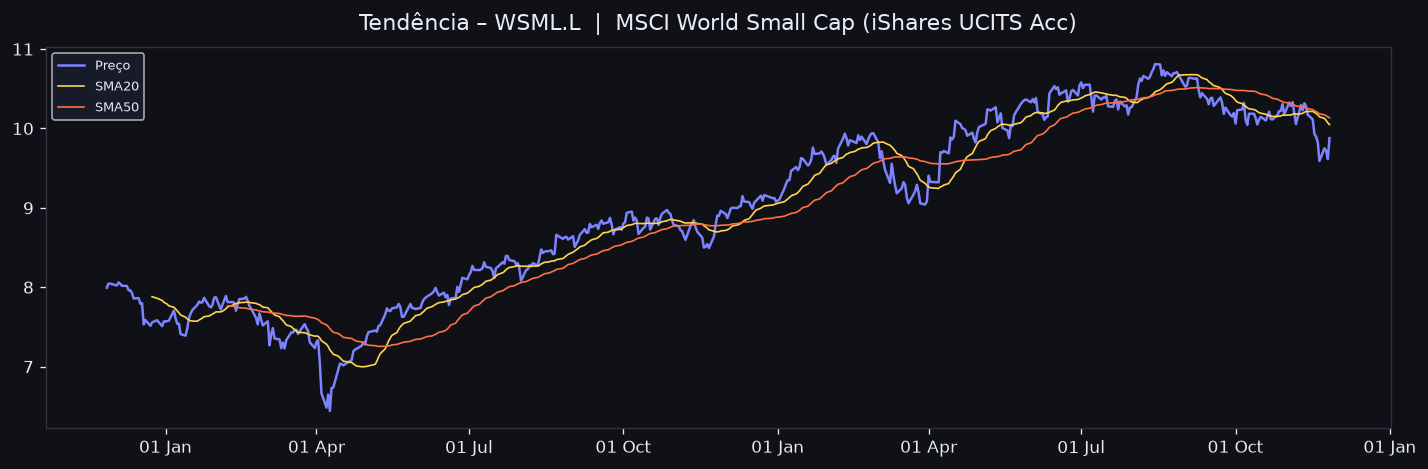 Tendência – WSML.L  |  MSCI World Small Cap (iShares UCITS Acc)
11
Preço
SMA20
SMA50
10
9
8
7
01 Jan 01 Apr 01 Jul 01 Oct 01 Jan 01 Apr 01 Jul 01 Oct 01 Jan